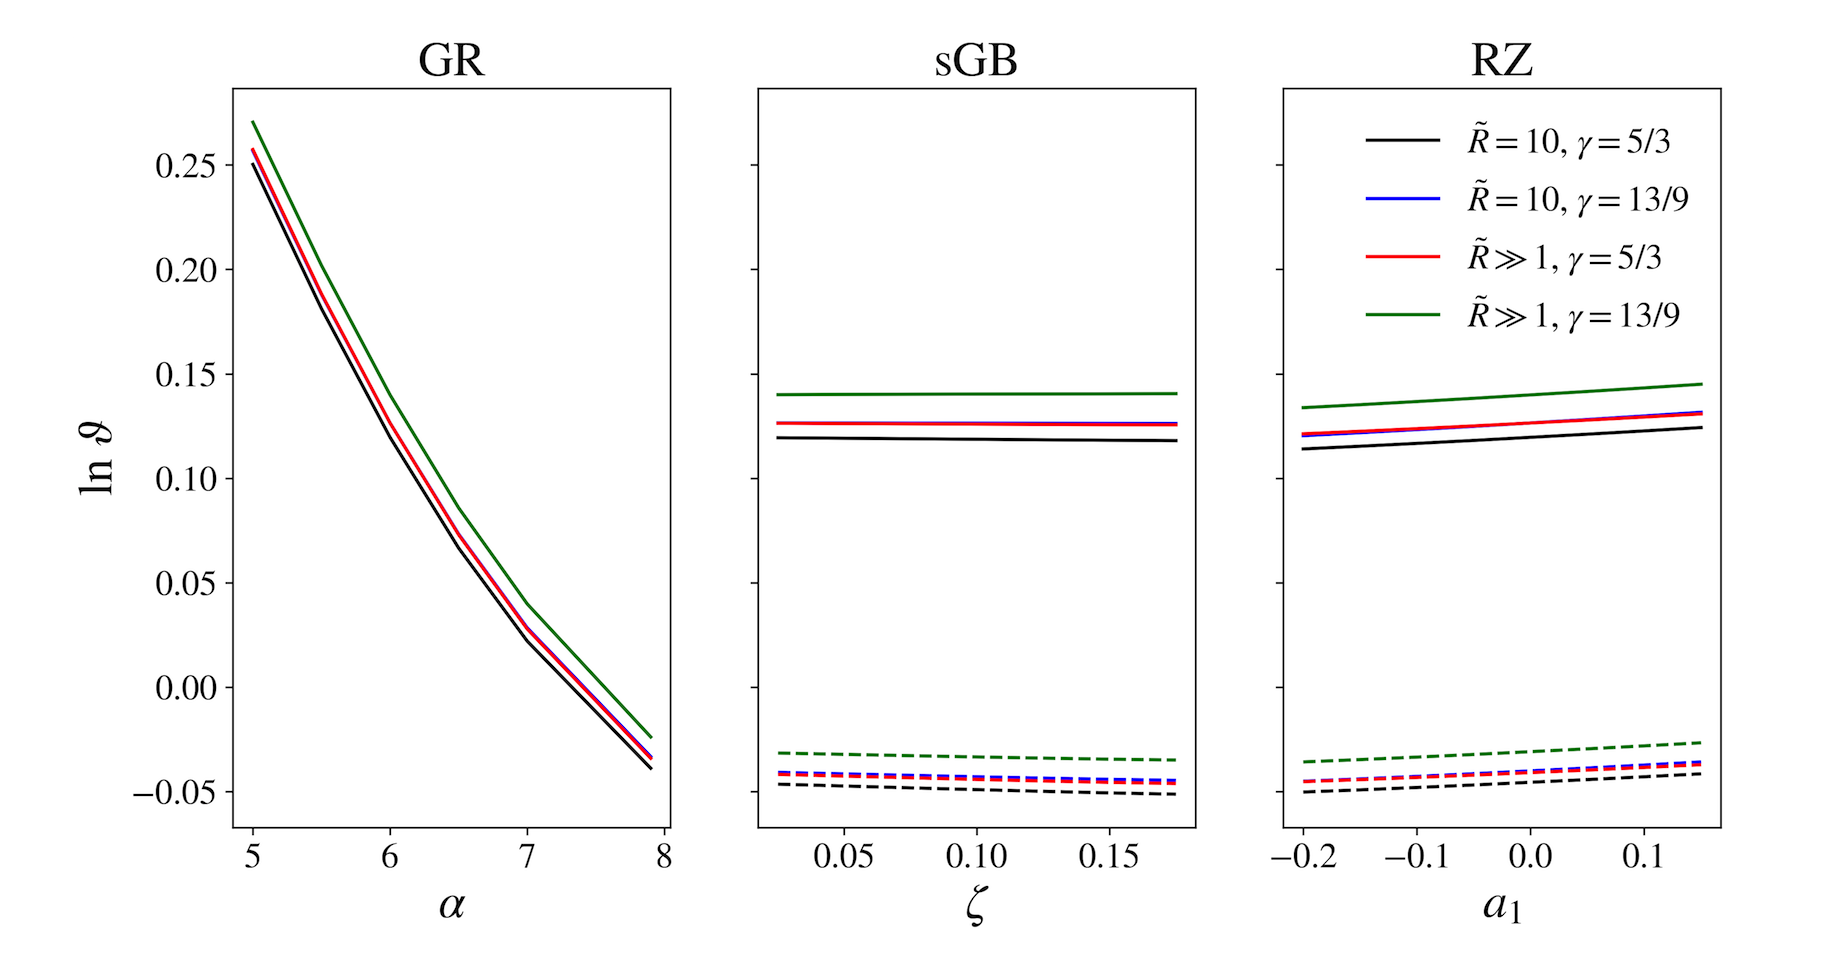 GR
sGB
RZ
ln ϑ
0.25
0.20
0.15
0.10
0.05
0.00
−0.05
R̃ = 10, γ = 5/3
R̃ = 10, γ = 13/9
R̃ ≫ 1, γ = 5/3
R̃ ≫ 1, γ = 13/9
5 6 7 8
0.05 0.10 0.15
−0.2 −0.1 0.0 0.1
α
ζ
a₁